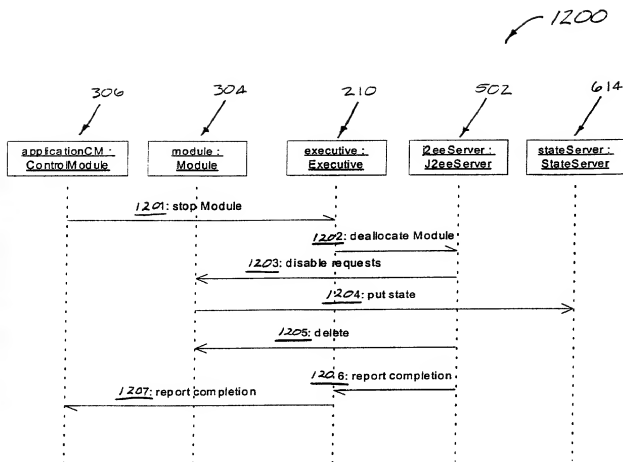 1200
306
304
210
502
614
applicationCM :
ControlModule
module :
Module
executive :
Executive
j2eeServer :
J2eeServer
stateServer :
StateServer
1201: stop Module
1202: deallocate Module
1203: disable requests
1204: put state
1205: delete
1206: report completion
1207: report completion